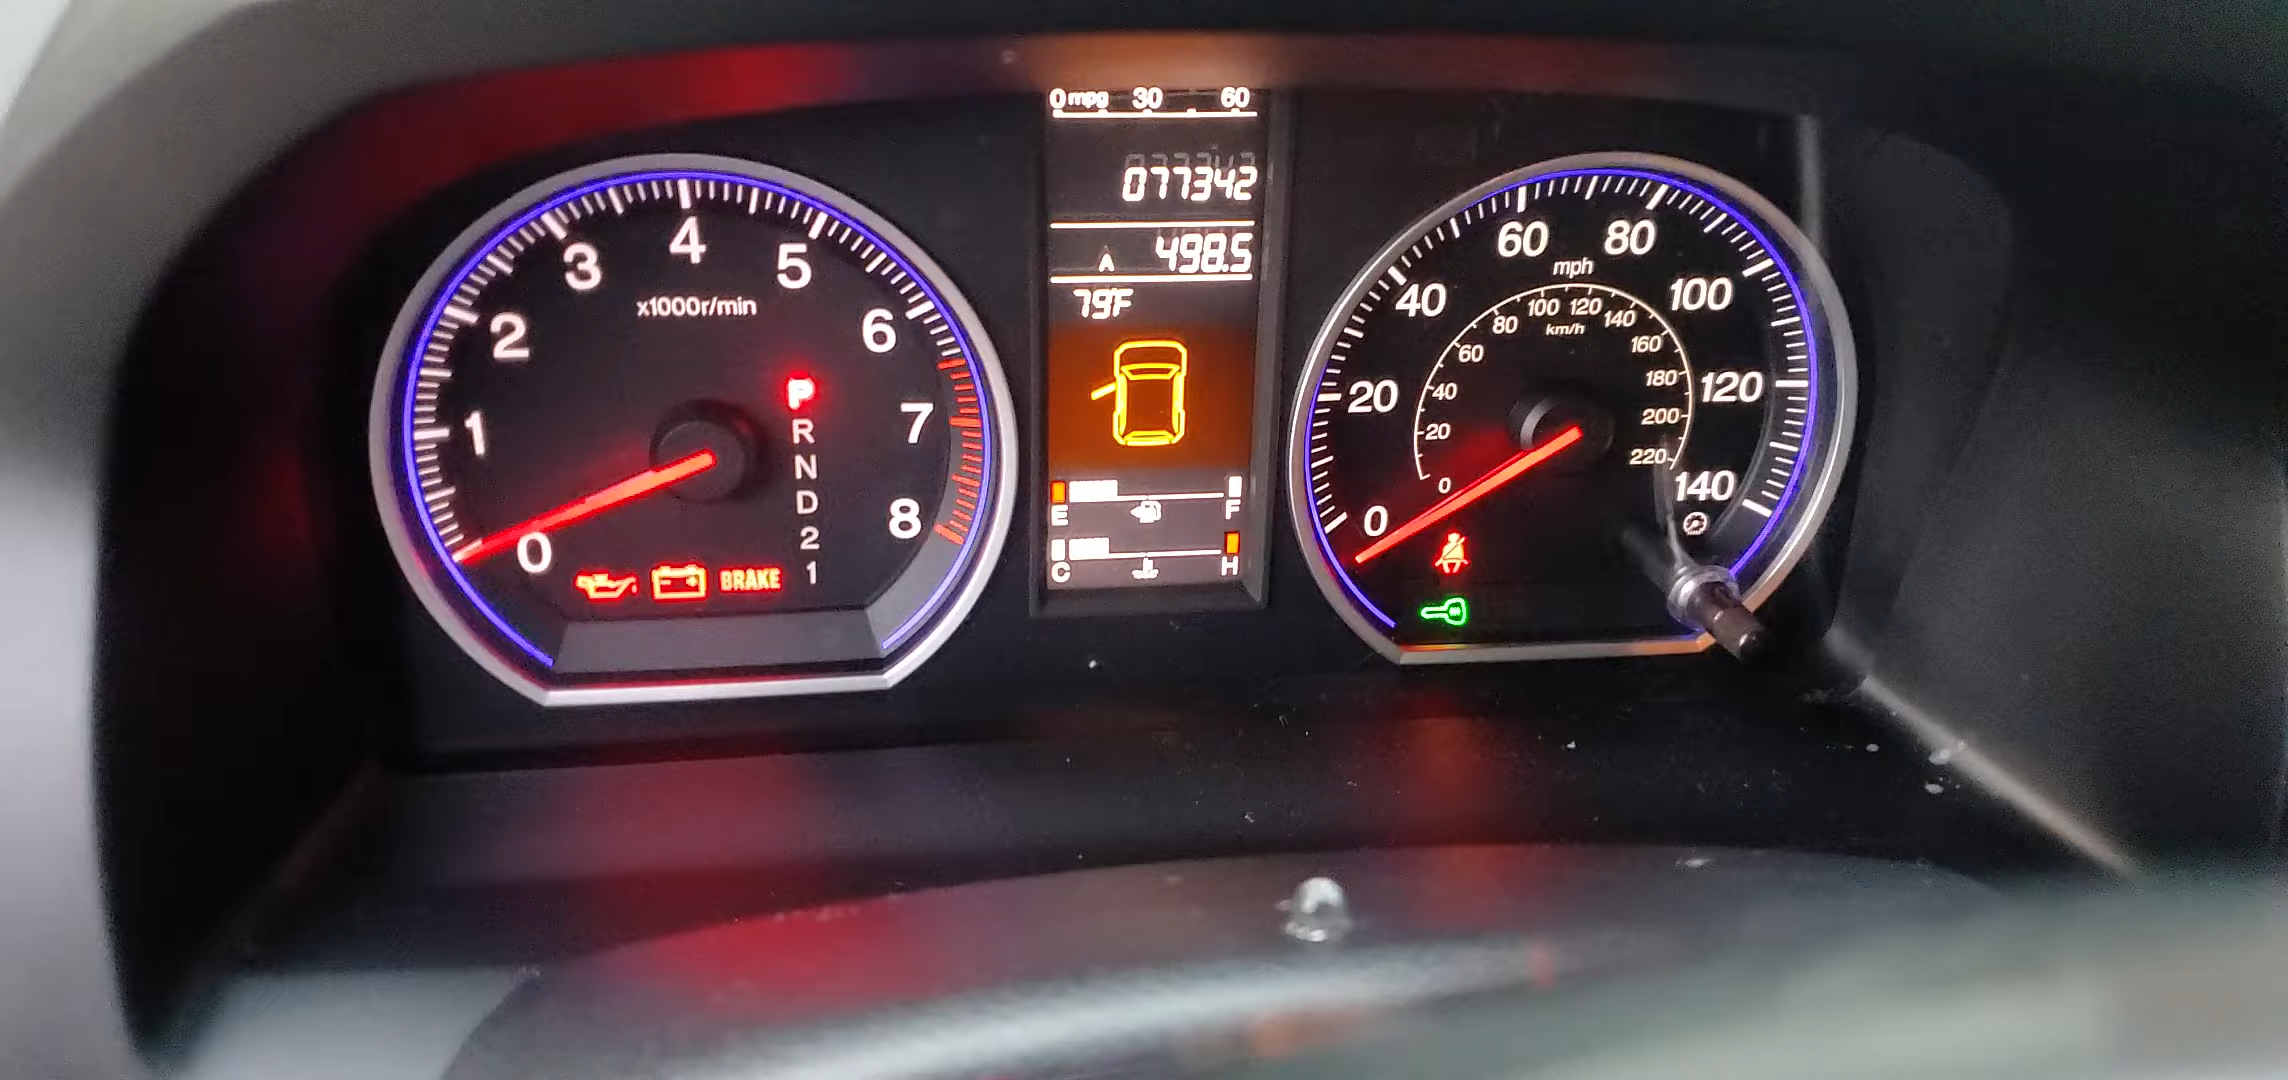 0 mpg 30 60
077342
A 498.5
79°F
E F
C H
0 1 2 3 4 5 6 7 8
x1000r/min
P
R
N
D
2
1
BRAKE
0 20 40 60 80 100 120 140
mph
0 20 40 60 80 100 120 140 160 180 200 220
km/h